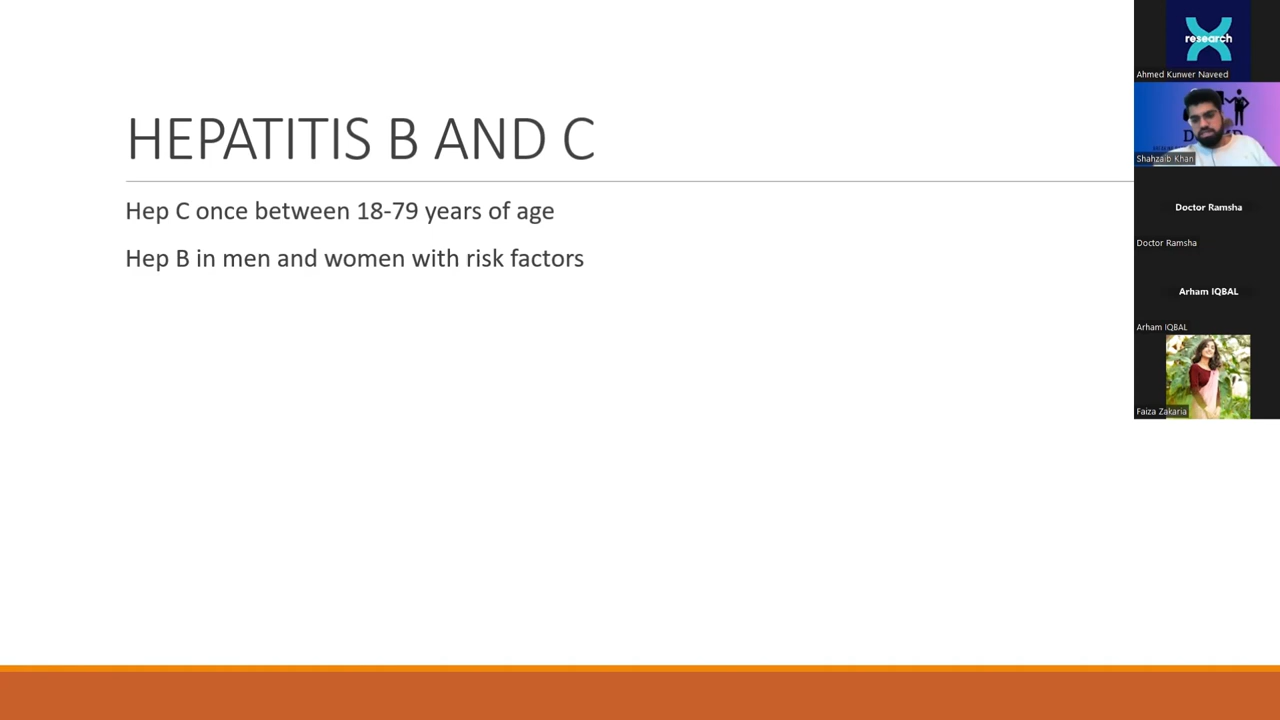 HEPATITIS B AND C
Hep C once between 18-79 years of age
Hep B in men and women with risk factors
research
Ahmed Kunwer Naveed
Shahzaib Khan
Doctor Ramsha
Doctor Ramsha
Arham IQBAL
Arham IQBAL
Faiza Zakaria